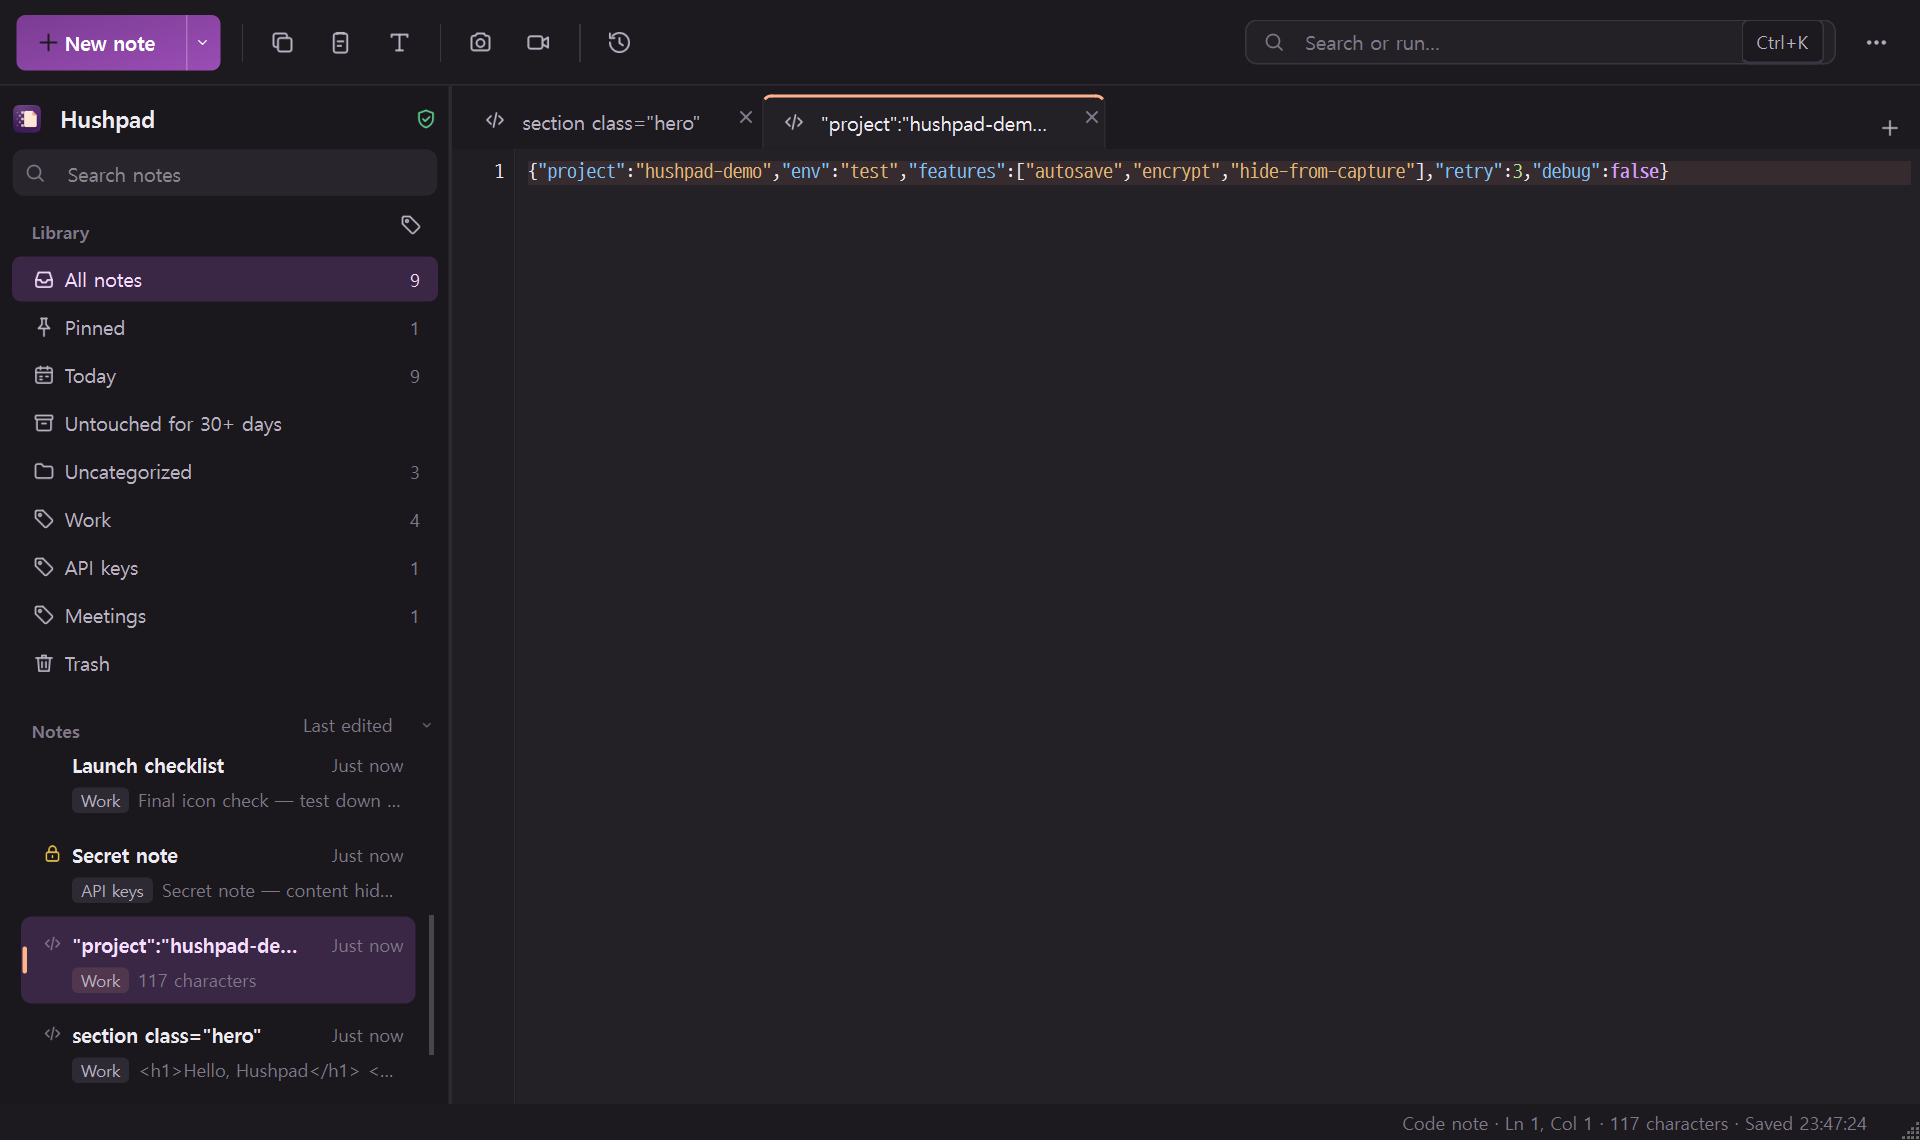 New note
Search or run...
Ctrl+K
Hushpad
Search notes
Library
All notes 9
Pinned 1
Today 9
Untouched for 30+ days
Uncategorized 3
Work 4
API keys 1
Meetings 1
Trash
Notes Last edited
Launch checklist Just now
Work Final icon check — test down ...
Secret note Just now
API keys Secret note — content hid...
"project":"hushpad-de... Just now
Work 117 characters
section class="hero" Just now
Work <h1>Hello, Hushpad</h1> <...
section class="hero"
"project":"hushpad-dem...
1 {"project":"hushpad-demo","env":"test","features":["autosave","encrypt","hide-from-capture"],"retry":3,"debug":false}
Code note · Ln 1, Col 1 · 117 characters · Saved 23:47:24